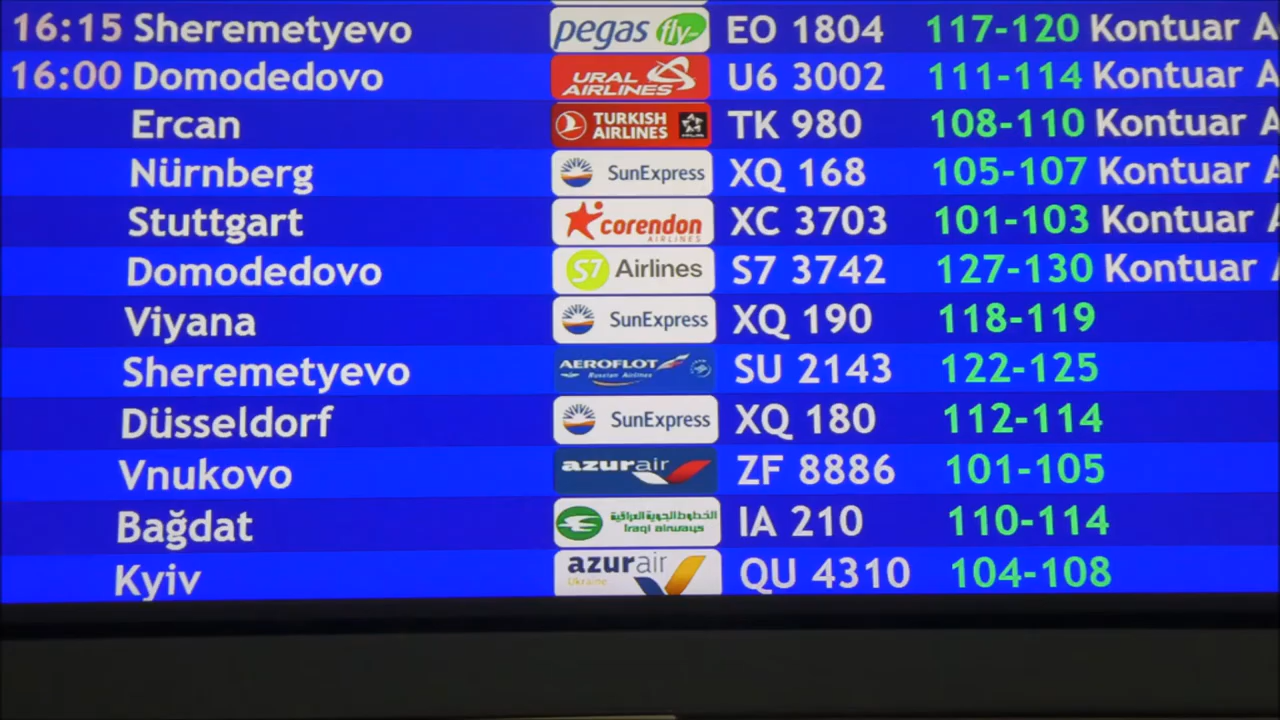 16:15 Sheremetyevo pegas fly EO 1804 117-120 Kontuar A
16:00 Domodedovo URAL AIRLINES U6 3002 111-114 Kontuar A
Ercan TURKISH AIRLINES TK 980 108-110 Kontuar A
Nürnberg SunExpress XQ 168 105-107 Kontuar A
Stuttgart corendon AIRLINES XC 3703 101-103 Kontuar A
Domodedovo S7 Airlines S7 3742 127-130 Kontuar A
Viyana SunExpress XQ 190 118-119
Sheremetyevo AEROFLOT Russian Airlines SU 2143 122-125
Düsseldorf SunExpress XQ 180 112-114
Vnukovo azurair ZF 8886 101-105
Bağdat الخطوط الجوية العراقية Iraqi airways IA 210 110-114
Kyiv azurair Ukraine QU 4310 104-108